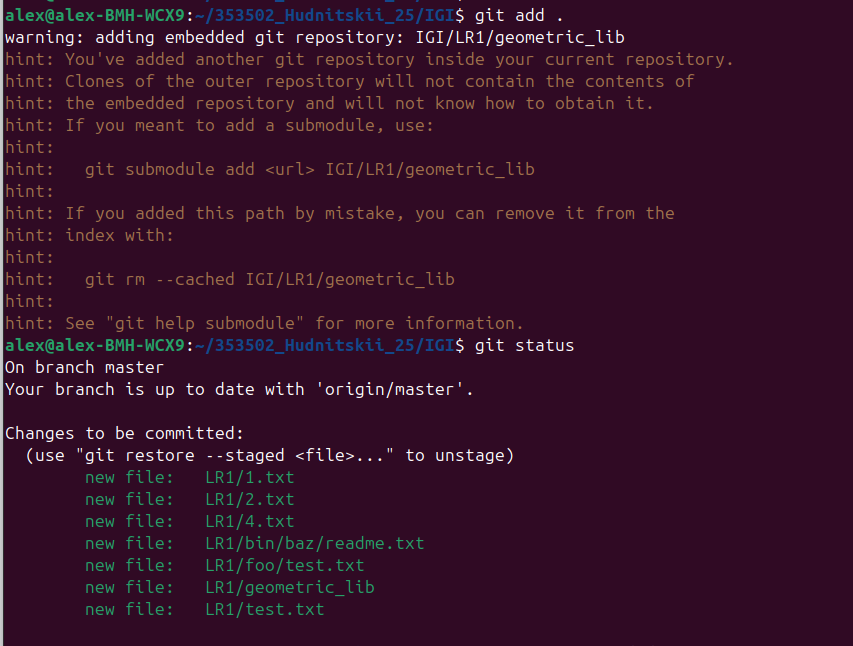 alex@alex-BMH-WCX9:~/353502_Hudnitskii_25/IGI$ git add .
warning: adding embedded git repository: IGI/LR1/geometric_lib
hint: You've added another git repository inside your current repository.
hint: Clones of the outer repository will not contain the contents of
hint: the embedded repository and will not know how to obtain it.
hint: If you meant to add a submodule, use:
hint:
hint:   git submodule add <url> IGI/LR1/geometric_lib
hint:
hint: If you added this path by mistake, you can remove it from the
hint: index with:
hint:
hint:   git rm --cached IGI/LR1/geometric_lib
hint:
hint: See "git help submodule" for more information.
alex@alex-BMH-WCX9:~/353502_Hudnitskii_25/IGI$ git status
On branch master
Your branch is up to date with 'origin/master'.

Changes to be committed:
  (use "git restore --staged <file>..." to unstage)
        new file:   LR1/1.txt
        new file:   LR1/2.txt
        new file:   LR1/4.txt
        new file:   LR1/bin/baz/readme.txt
        new file:   LR1/foo/test.txt
        new file:   LR1/geometric_lib
        new file:   LR1/test.txt